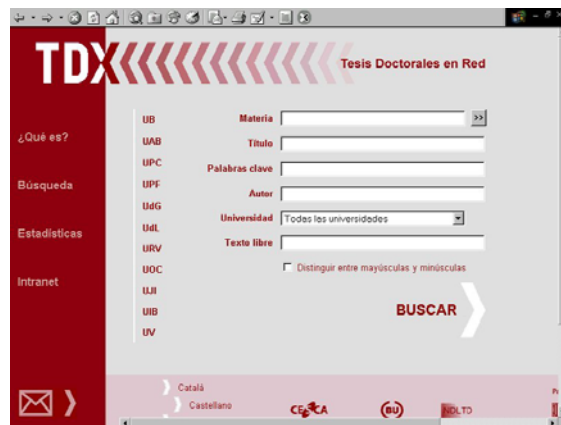 TDX
Tesis Doctorales en Red
¿Qué es?
Búsqueda
Estadísticas
Intranet
UB
UAB
UPC
UPF
UdG
UdL
URV
UOC
UJI
UIB
UV
Materia
>>
Título
Palabras clave
Autor
Universidad Todas las universidades
Texto libre
Distinguir entre mayúsculas y minúsculas
BUSCAR
Català
Castellano
CESCA
BU
NDLTD